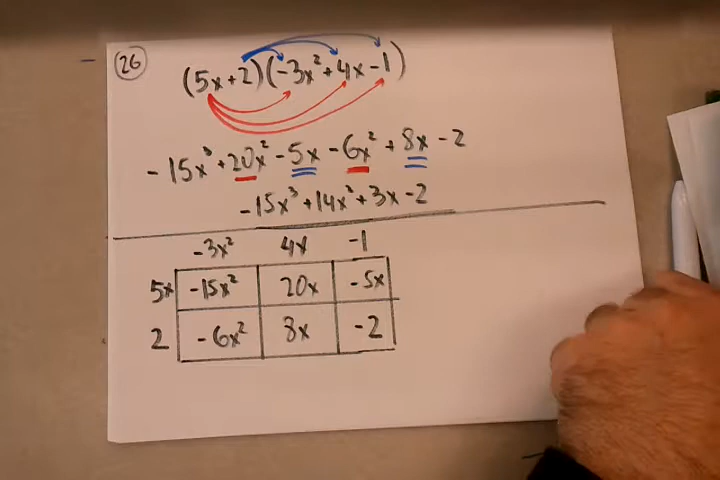 26
(5x+2)(-3x²+4x-1)
-15x³+20x²-5x-6x²+8x-2
-15x³+14x²+3x-2
-3x² 4x -1
5x -15x² 20x -5x
2 -6x² 8x -2